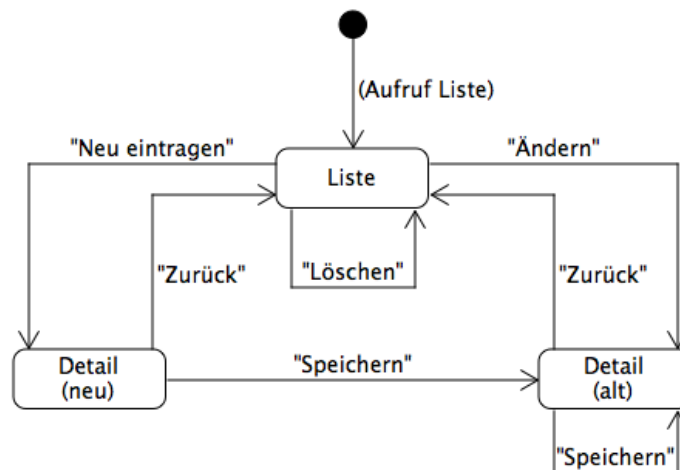 (Aufruf Liste)
"Neu eintragen"
"Ändern"
Liste
"Zurück"
"Löschen"
"Zurück"
Detail
(neu)
"Speichern"
Detail
(alt)
"Speichern"